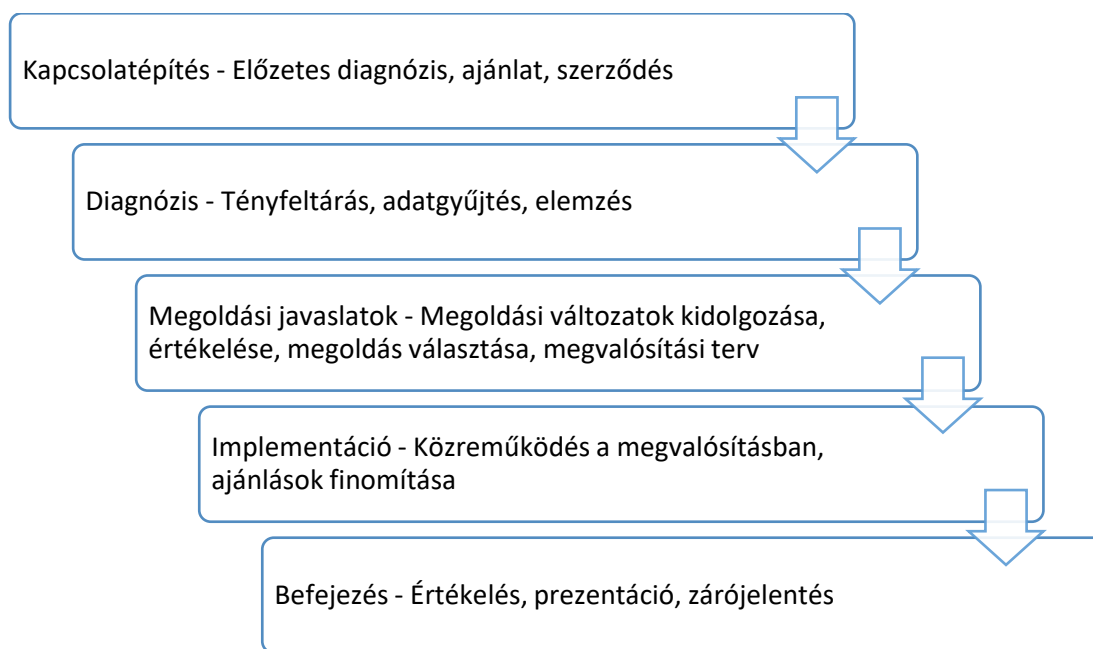 Kapcsolatépítés - Előzetes diagnózis, ajánlat, szerződés
Diagnózis - Tényfeltárás, adatgyűjtés, elemzés
Megoldási javaslatok - Megoldási változatok kidolgozása,
értékelése, megoldás választása, megvalósítási terv
Implementáció - Közreműködés a megvalósításban,
ajánlások finomítása
Befejezés - Értékelés, prezentáció, zárójelentés